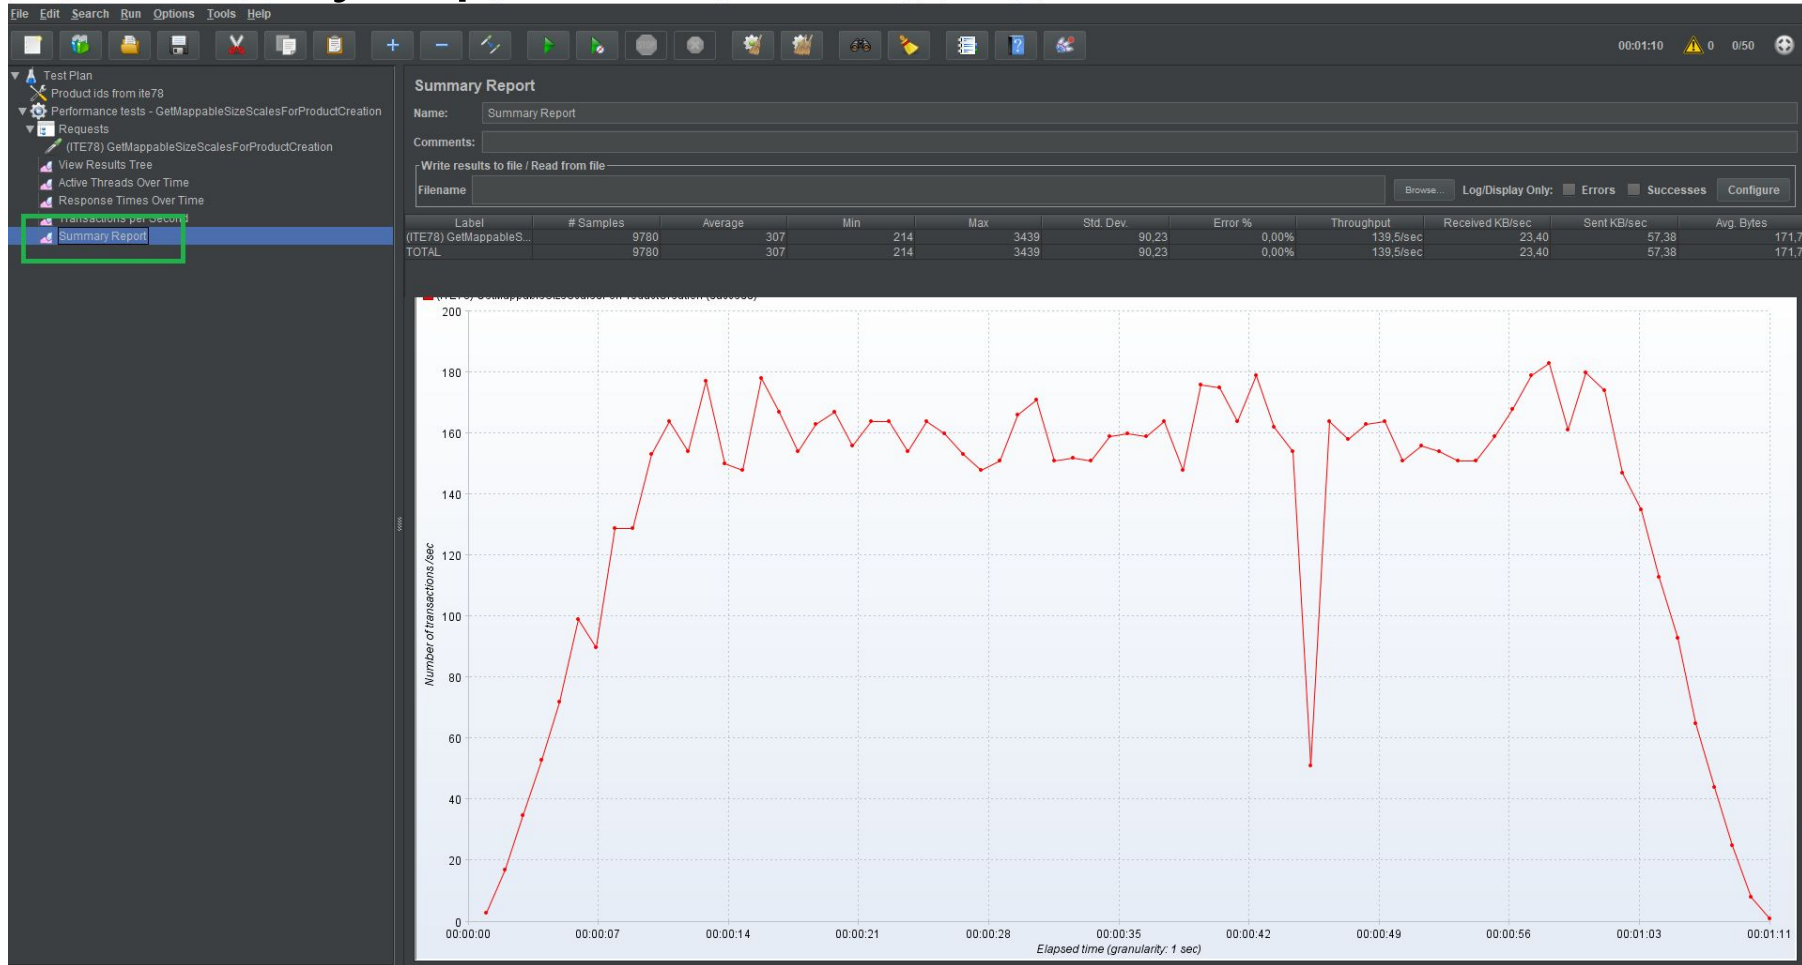 File Edit Search Run Options Tools Help
00:01:10 0 0/50
Test Plan
Product ids from ite78
Performance tests - GetMappableSizeScalesForProductCreation
Requests
(ITE78) GetMappableSizeScalesForProductCreation
View Results Tree
Active Threads Over Time
Response Times Over Time
Transactions per Second
Summary Report
Summary Report
Name: Summary Report
Comments:
Write results to file / Read from file
Filename Browse... Log/Display Only: Errors Successes Configure
Label # Samples Average Min Max Std. Dev. Error % Throughput Received KB/sec Sent KB/sec Avg. Bytes
(ITE78) GetMappableS... 9780 307 214 3439 90,23 0,00% 139,5/sec 23,40 57,38 171,7
TOTAL 9780 307 214 3439 90,23 0,00% 139,5/sec 23,40 57,38 171,7
200
180
160
140
120
100
80
60
40
20
0
Number of transactions /sec
00:00:00 00:00:07 00:00:14 00:00:21 00:00:28 00:00:35 00:00:42 00:00:49 00:00:56 00:01:03 00:01:11
Elapsed time (granularity: 1 sec)